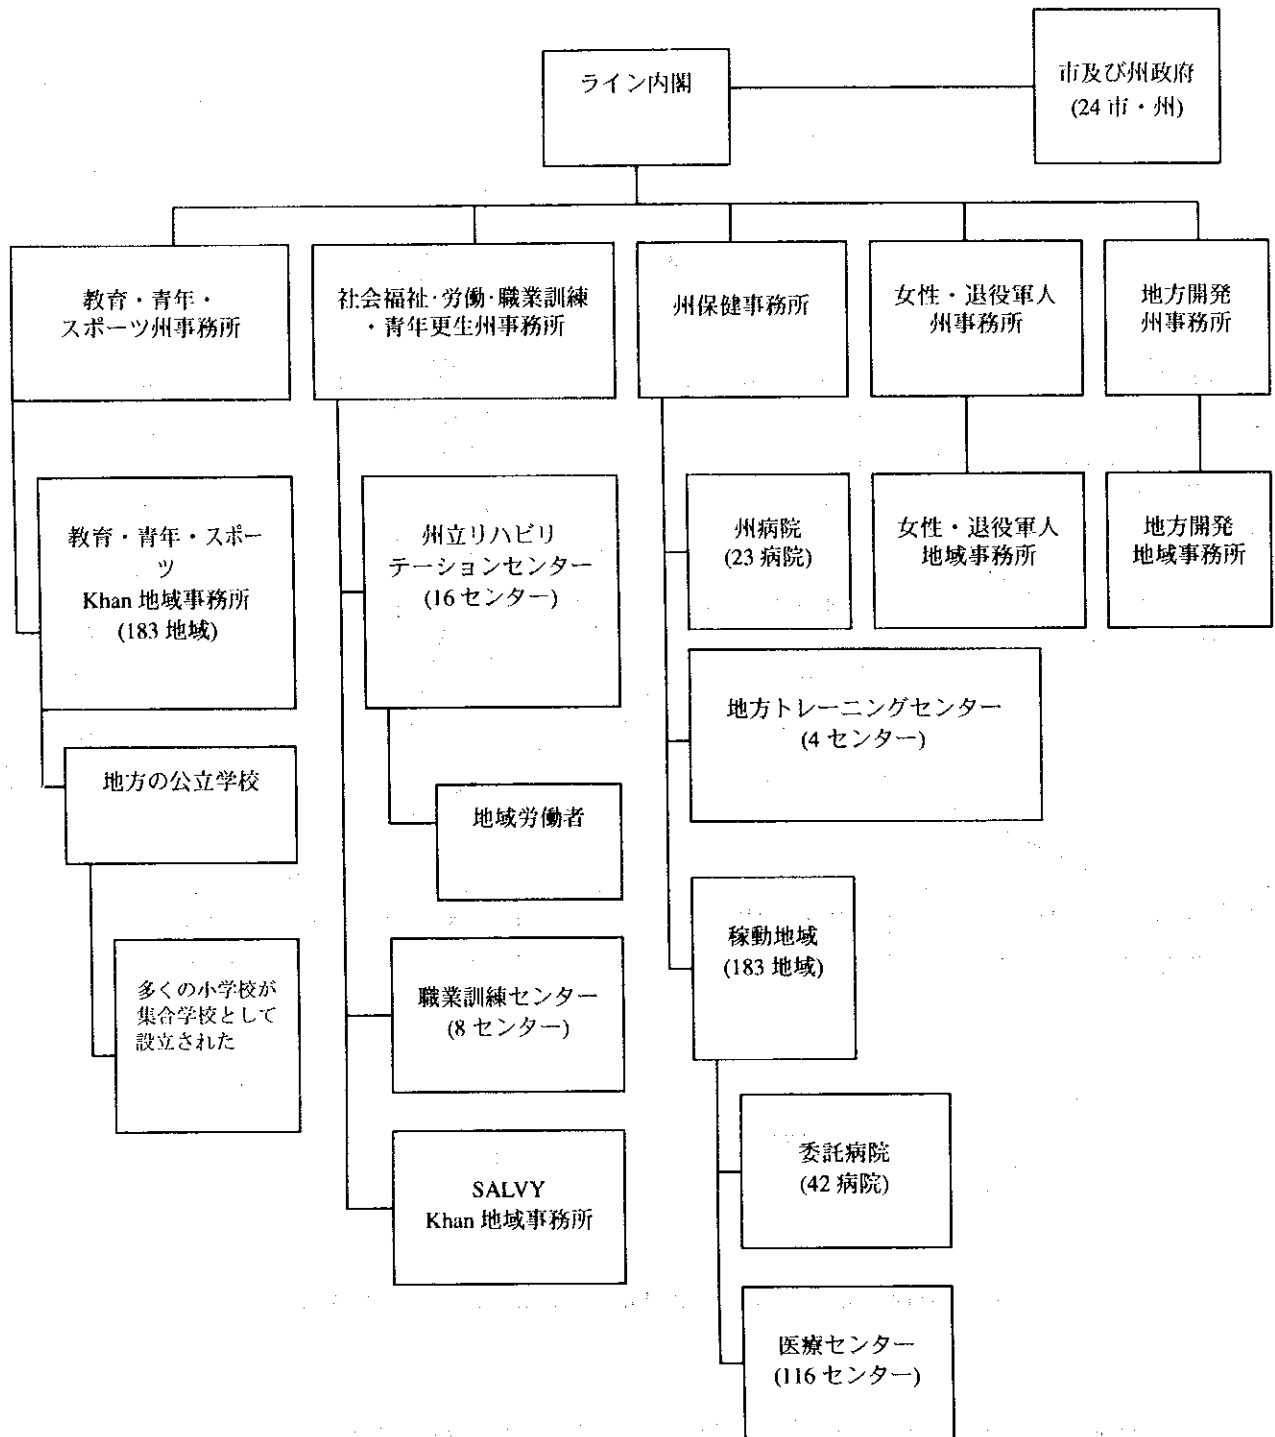 ライン内閣
市及び州政府
(24 市・州)
教育・青年・
スポーツ州事務所
社会福祉・労働・職業訓練
・青年更生州事務所
州保健事務所
女性・退役軍人
州事務所
地方開発
州事務所
教育・青年・スポー
ツ
Khan 地域事務所
(183 地域)
州立リハビリ
テーションセンター
(16 センター)
州病院
(23 病院)
女性・退役軍人
地域事務所
地方開発
地域事務所
地方トレーニングセンター
(4 センター)
地方の公立学校
地域労働者
稼動地域
(183 地域)
多くの小学校が
集合学校として
設立された
職業訓練センター
(8 センター)
委託病院
(42 病院)
SALVY
Khan 地域事務所
医療センター
(116 センター)